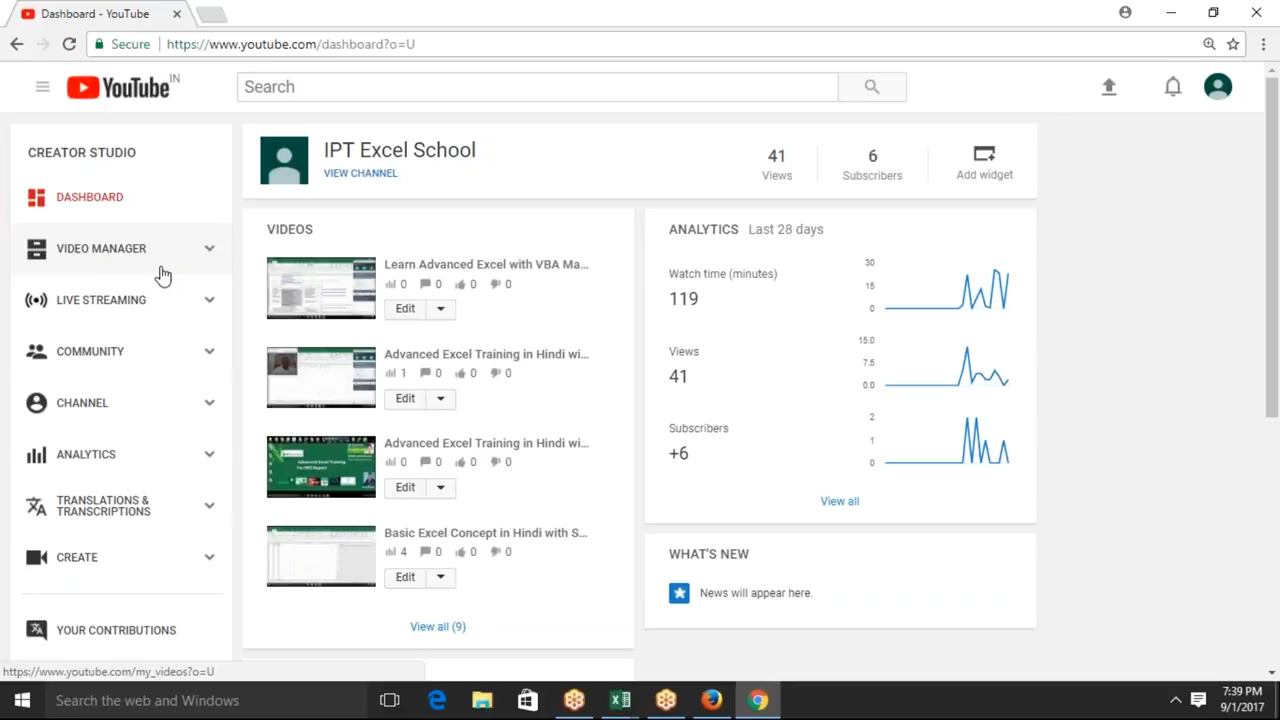 Dashboard - YouTube
Secure https://www.youtube.com/dashboard?o=U
YouTube IN
Search
CREATOR STUDIO
DASHBOARD
VIDEO MANAGER
LIVE STREAMING
COMMUNITY
CHANNEL
ANALYTICS
TRANSLATIONS &
TRANSCRIPTIONS
CREATE
YOUR CONTRIBUTIONS
IPT Excel School
VIEW CHANNEL
41
Views
6
Subscribers
Add widget
VIDEOS
Learn Advanced Excel with VBA Ma...
0 0 0 0
Edit
Advanced Excel Training in Hindi wi...
1 0 0 0
Edit
Advanced Excel Training in Hindi wi...
0 0 0 0
Edit
Basic Excel Concept in Hindi with S...
4 0 0 0
Edit
View all (9)
ANALYTICS Last 28 days
Watch time (minutes)
119
30
15
0
Views
41
15.0
7.5
0.0
Subscribers
+6
2
1
0
View all
WHAT'S NEW
News will appear here.
https://www.youtube.com/my_videos?o=U
Search the web and Windows
7:39 PM
9/1/2017